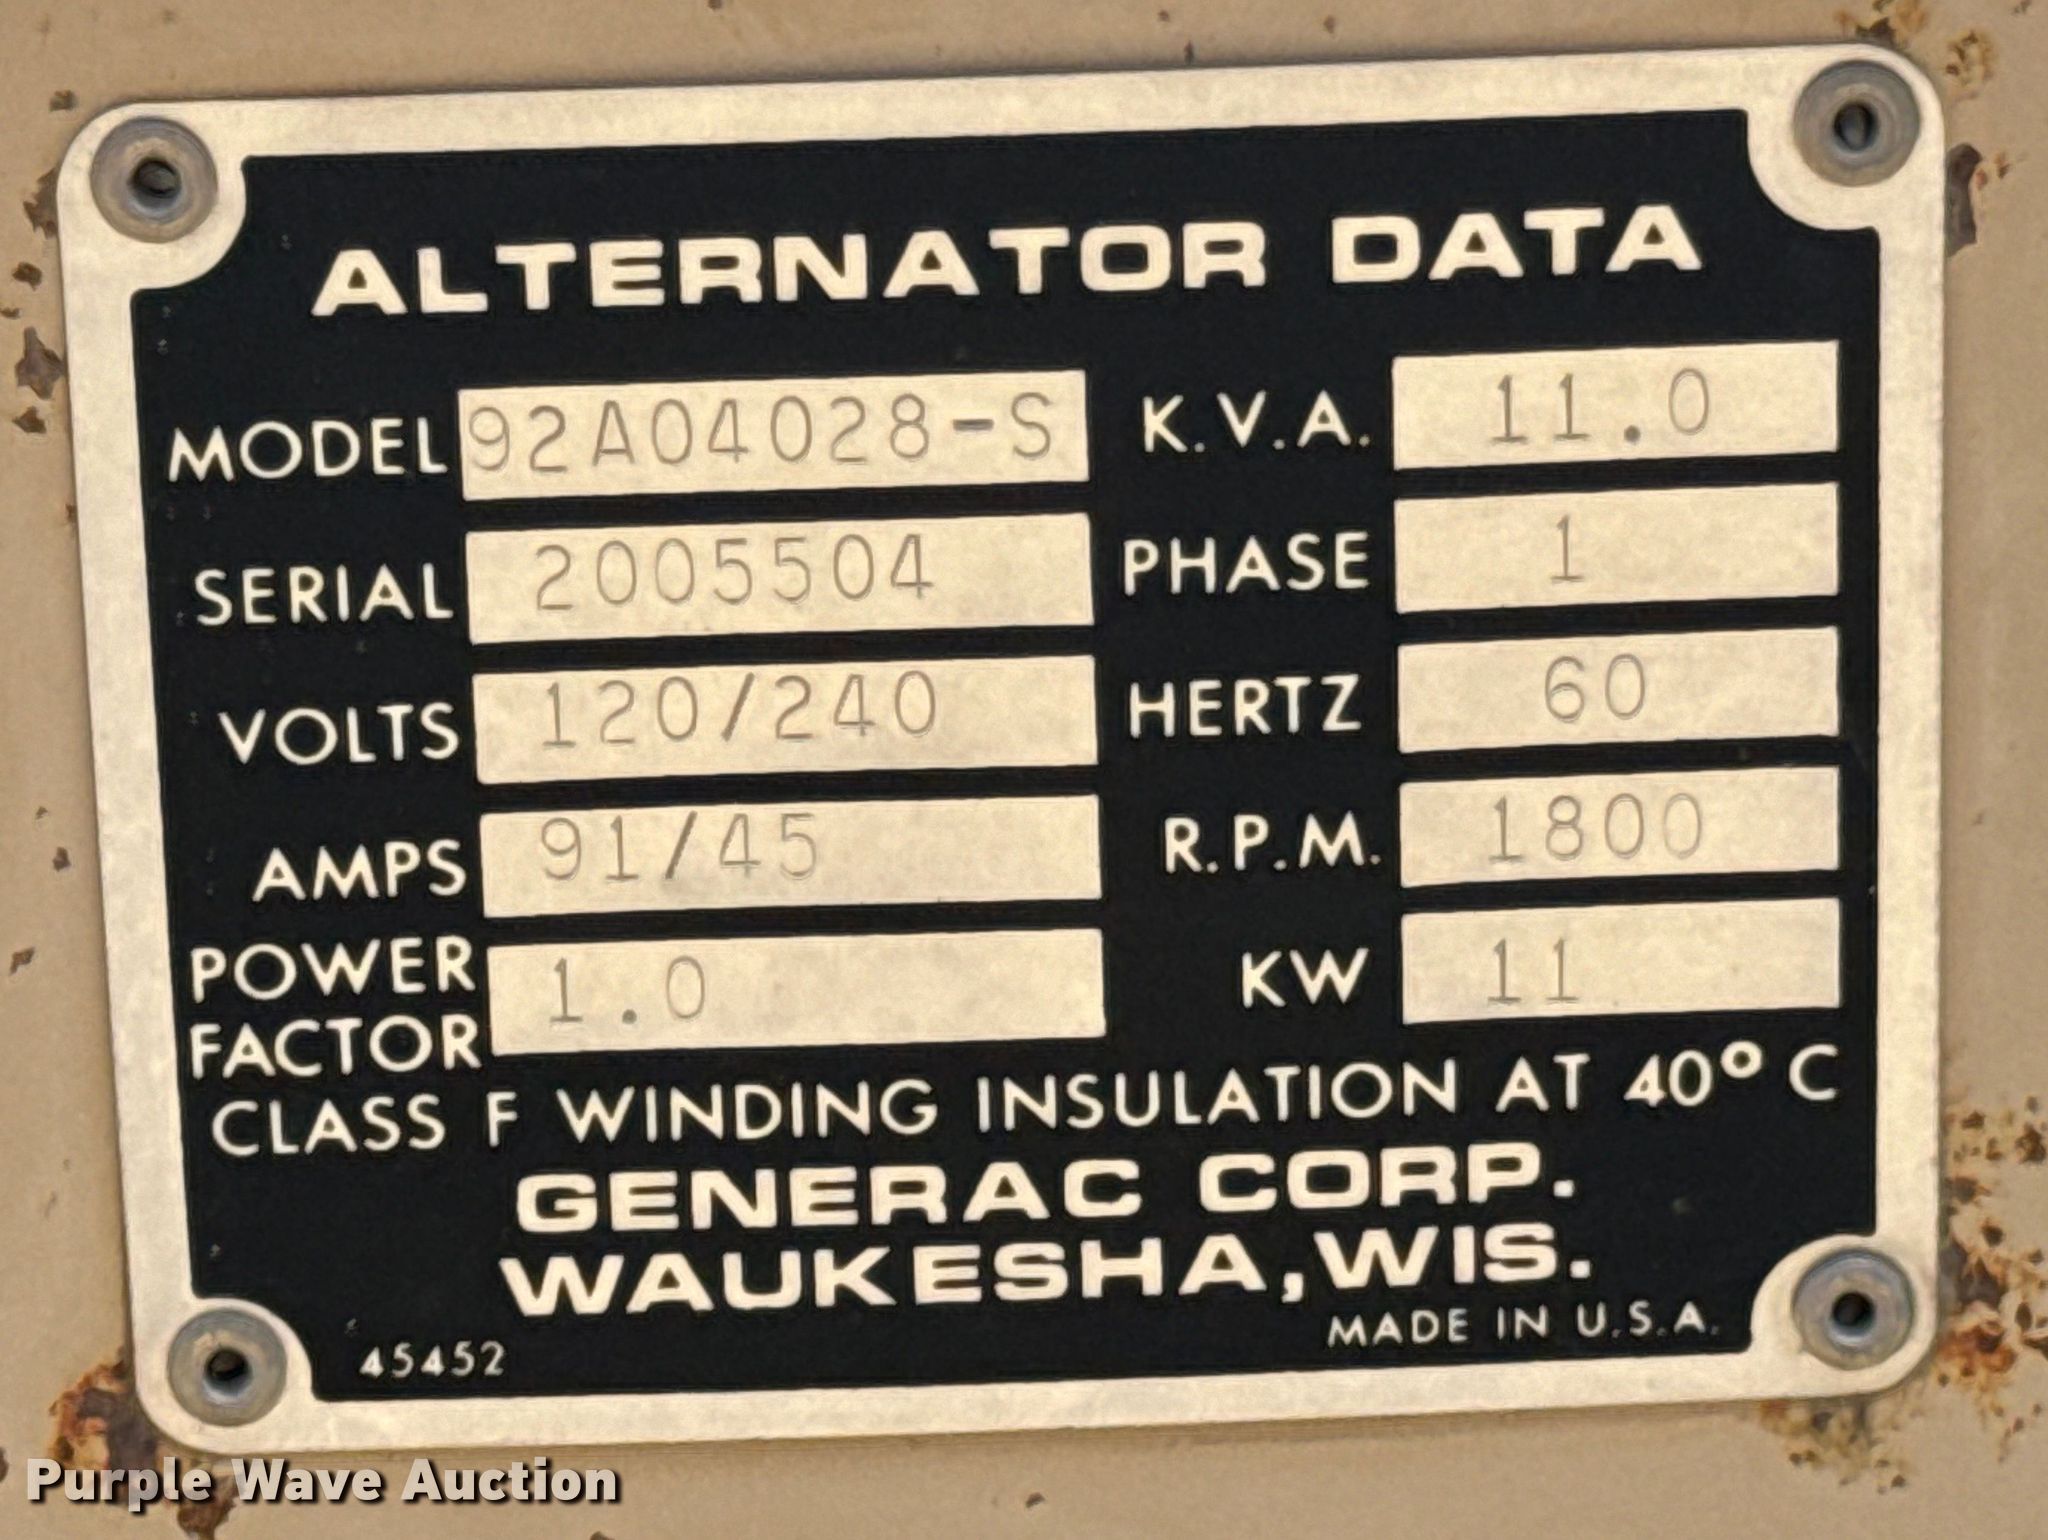 ALTERNATOR DATA
MODEL 92A04028-S K.V.A. 11.0
SERIAL 2005504 PHASE 1
VOLTS 120/240 HERTZ 60
AMPS 91/45 R.P.M. 1800
POWER FACTOR 1.0 KW 11
CLASS F WINDING INSULATION AT 40° C
GENERAC CORP.
WAUKESHA, WIS.
MADE IN U.S.A.
45452
Purple Wave Auction